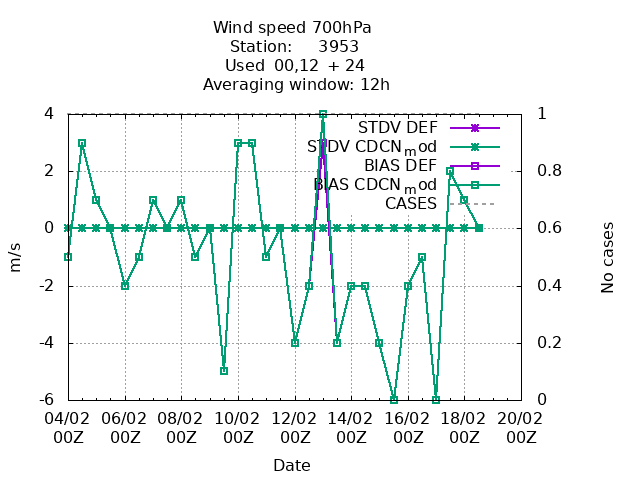 Wind speed 700hPa
Station: 3953
Used 00,12 + 24
Averaging window: 12h
STDV DEF
STDV CDCNmod
BIAS DEF
BIAS CDCNmod
CASES
4
2
0
-2
-4
-6
1
0.8
0.6
0.4
0.2
0
m/s
No cases
04/02 06/02 08/02 10/02 12/02 14/02 16/02 18/02 20/02
00Z 00Z 00Z 00Z 00Z 00Z 00Z 00Z 00Z
Date